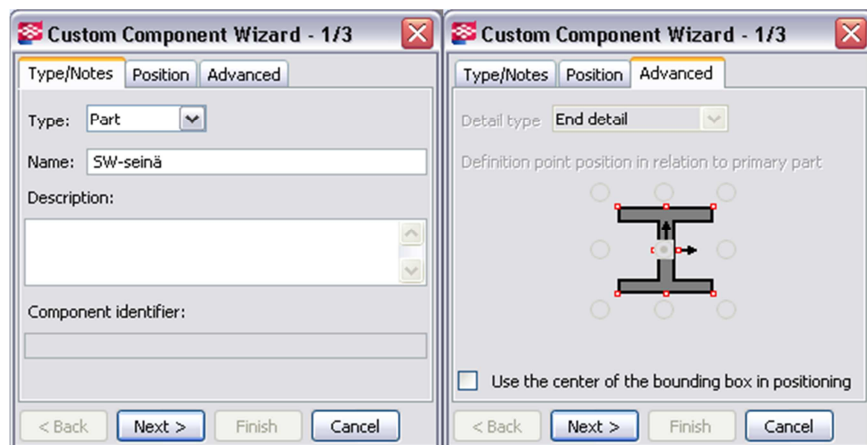 Custom Component Wizard - 1/3
Type/Notes Position Advanced
Type: Part
Name: SW-seinä
Description:
Component identifier:
< Back Next > Finish Cancel
Custom Component Wizard - 1/3
Type/Notes Position Advanced
Detail type End detail
Definition point position in relation to primary part
Use the center of the bounding box in positioning
< Back Next > Finish Cancel